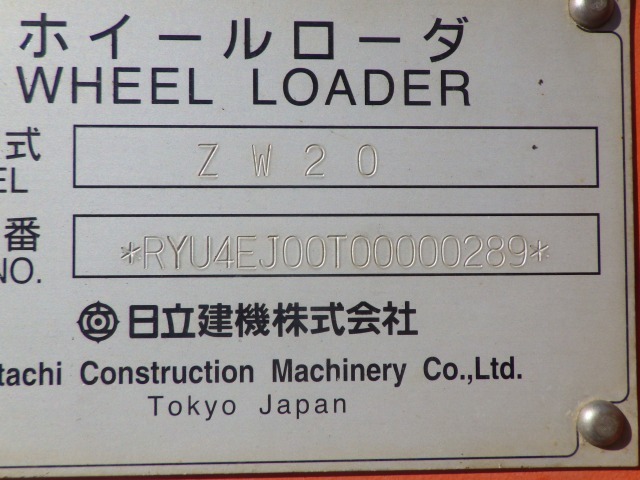 ホイールローダ
WHEEL LOADER
式
EL
ZW20
番
NO.
*RYU4EJ00T00000289*
日立建機株式会社
tachi Construction Machinery Co.,Ltd.
Tokyo Japan